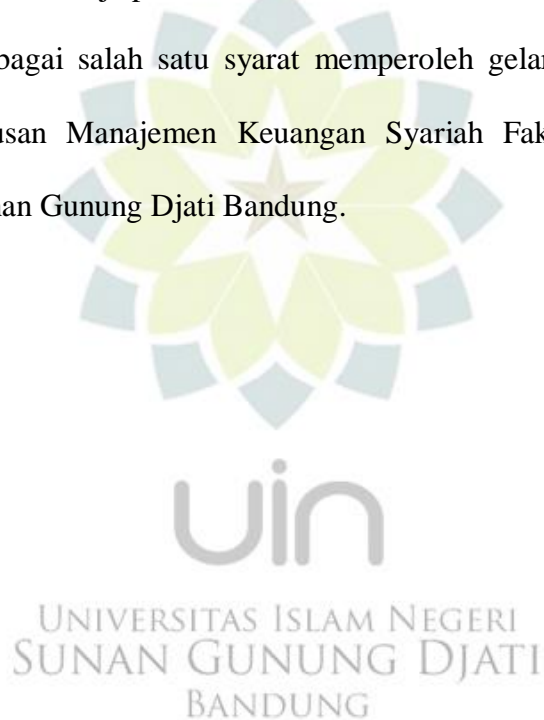 bagai salah satu syarat memperoleh gelar
usan Manajemen Keuangan Syariah Fak
nan Gunung Djati Bandung.
uin
UNIVERSITAS ISLAM NEGERI
SUNAN GUNUNG DJATI
BANDUNG